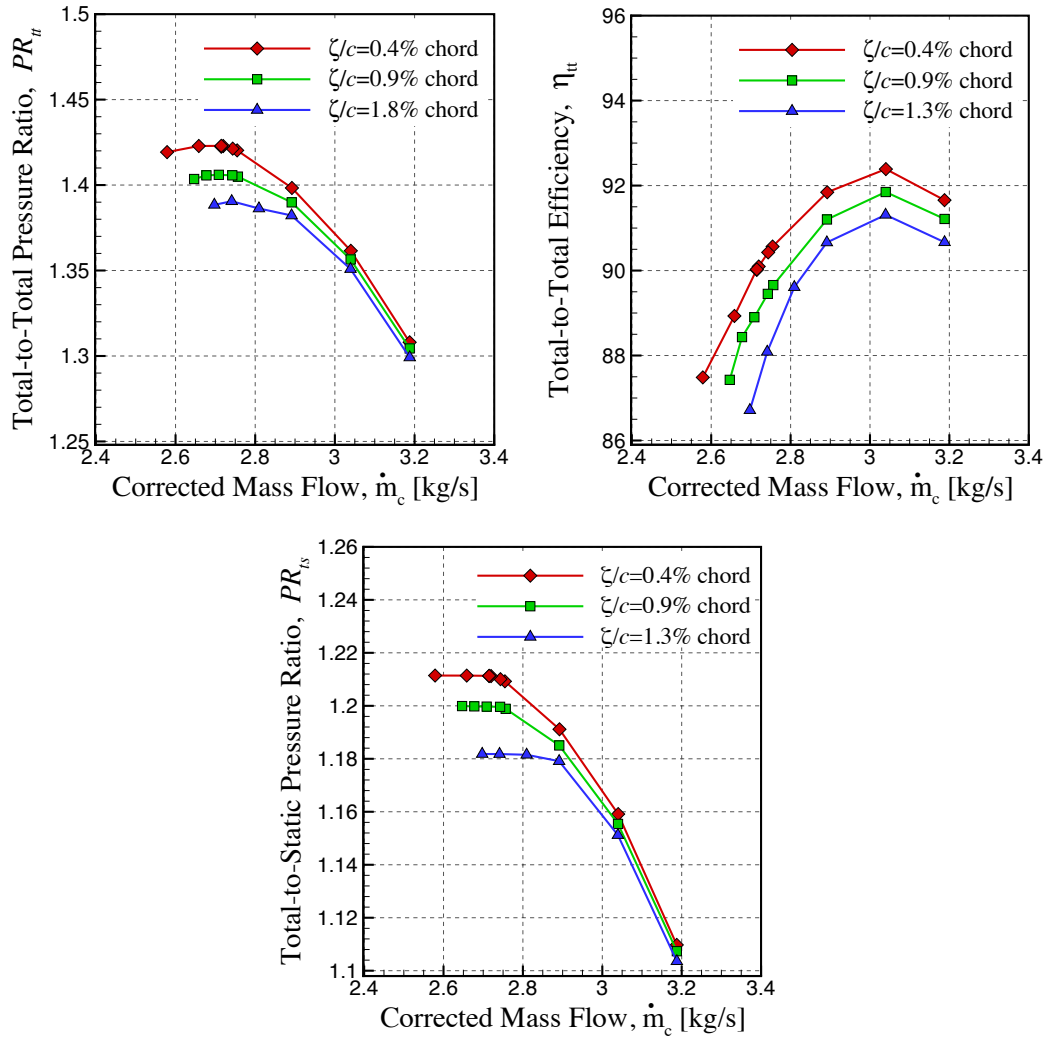 Total-to-Total Pressure Ratio, PR_tt
1.5
1.45
1.4
1.35
1.3
1.25
ζ/c=0.4% chord
ζ/c=0.9% chord
ζ/c=1.8% chord
2.4 2.6 2.8 3 3.2 3.4
Corrected Mass Flow, ṁ_c [kg/s]
Total-to-Total Efficiency, η_tt
96
94
92
90
88
86
ζ/c=0.4% chord
ζ/c=0.9% chord
ζ/c=1.3% chord
2.4 2.6 2.8 3 3.2 3.4
Corrected Mass Flow, ṁ_c [kg/s]
Total-to-Static Pressure Ratio, PR_ts
1.26
1.24
1.22
1.2
1.18
1.16
1.14
1.12
1.1
ζ/c=0.4% chord
ζ/c=0.9% chord
ζ/c=1.3% chord
2.4 2.6 2.8 3 3.2 3.4
Corrected Mass Flow, ṁ_c [kg/s]